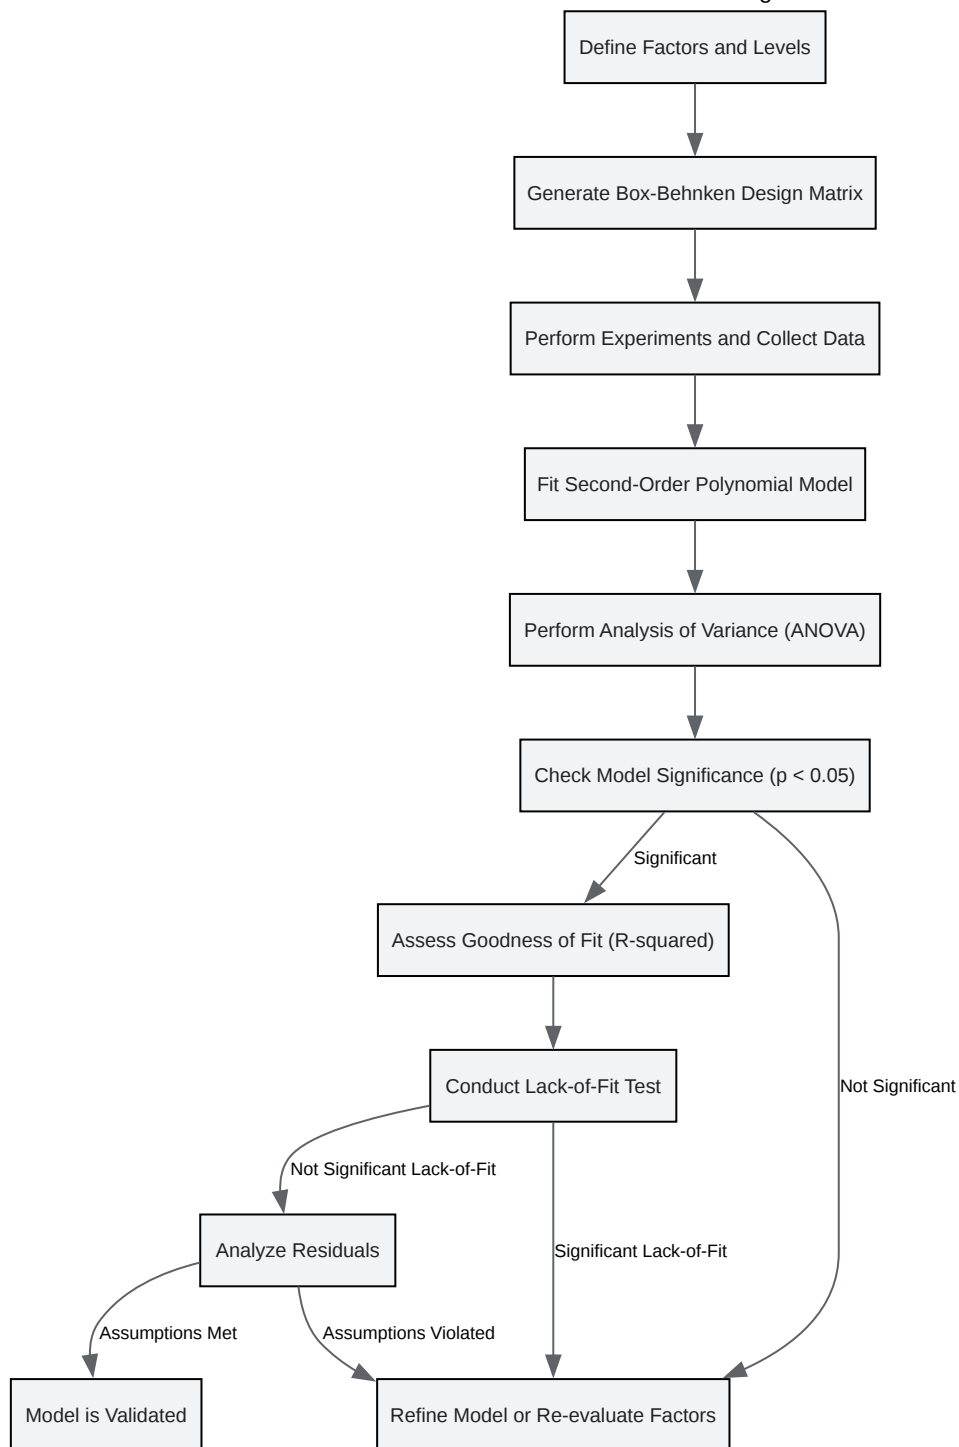 Define Factors and Levels
Generate Box-Behnken Design Matrix
Perform Experiments and Collect Data
Fit Second-Order Polynomial Model
Perform Analysis of Variance (ANOVA)
Check Model Significance (p < 0.05)
Significant
Assess Goodness of Fit (R-squared)
Conduct Lack-of-Fit Test
Not Significant
Not Significant Lack-of-Fit
Analyze Residuals
Significant Lack-of-Fit
Assumptions Met
Assumptions Violated
Model is Validated
Refine Model or Re-evaluate Factors